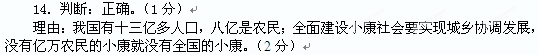 14. 判断：正确。（1 分）
理由：我国有十三亿多人口，八亿是农民；全面建设小康社会要实现城乡协调发展，
没有亿万农民的小康就没有全国的小康。（2 分）